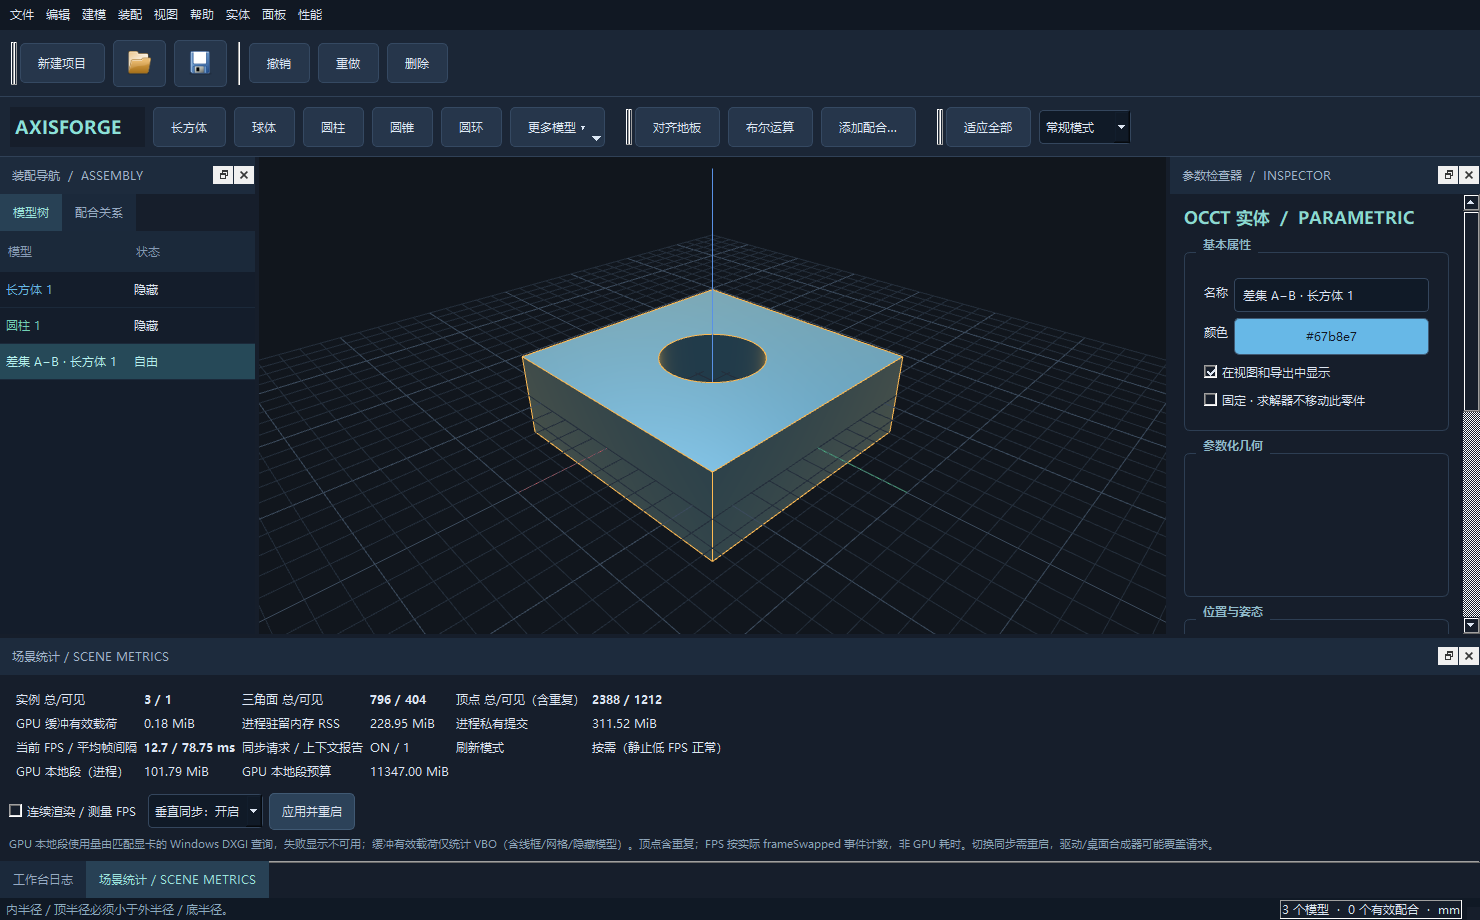 文件 编辑 建模 装配 视图 帮助 实体 面板 性能
新建项目 撤销 重做 删除
AXISFORGE 长方体 球体 圆柱 圆锥 圆环 更多模型 对齐地板 布尔运算 添加配合... 适应全部 常规模式
装配导航 / ASSEMBLY
模型树 配合关系
模型 状态
长方体 1 隐藏
圆柱 1 隐藏
差集 A−B · 长方体 1 自由
参数检查器 / INSPECTOR
OCCT 实体 / PARAMETRIC
基本属性
名称 差集 A−B · 长方体 1
颜色 #67b8e7
在视图和导出中显示
固定 · 求解器不移动此零件
参数化几何
位置与姿态
场景统计 / SCENE METRICS
实例 总/可见 3 / 1 三角面 总/可见 796 / 404 顶点 总/可见（含重复） 2388 / 1212
GPU 缓冲有效载荷 0.18 MiB 进程驻留内存 RSS 228.95 MiB 进程私有提交 311.52 MiB
当前 FPS / 平均帧间隔 12.7 / 78.75 ms 同步请求 / 上下文报告 ON / 1 刷新模式 按需（静止低 FPS 正常）
GPU 本地段（进程） 101.79 MiB GPU 本地段预算 11347.00 MiB
连续渲染 / 测量 FPS 垂直同步：开启 应用并重启
GPU 本地段使用量由匹配显卡的 Windows DXGI 查询，失败显示不可用；缓冲有效载荷仅统计 VBO（含线框/网格/隐藏模型）。顶点含重复；FPS 按实际 frameSwapped 事件计数，非 GPU 耗时。切换同步需重启，驱动/桌面合成器可能覆盖请求。
工作台日志 场景统计 / SCENE METRICS
内半径 / 顶半径必须小于外半径 / 底半径。 3 个模型 · 0 个有效配合 · mm